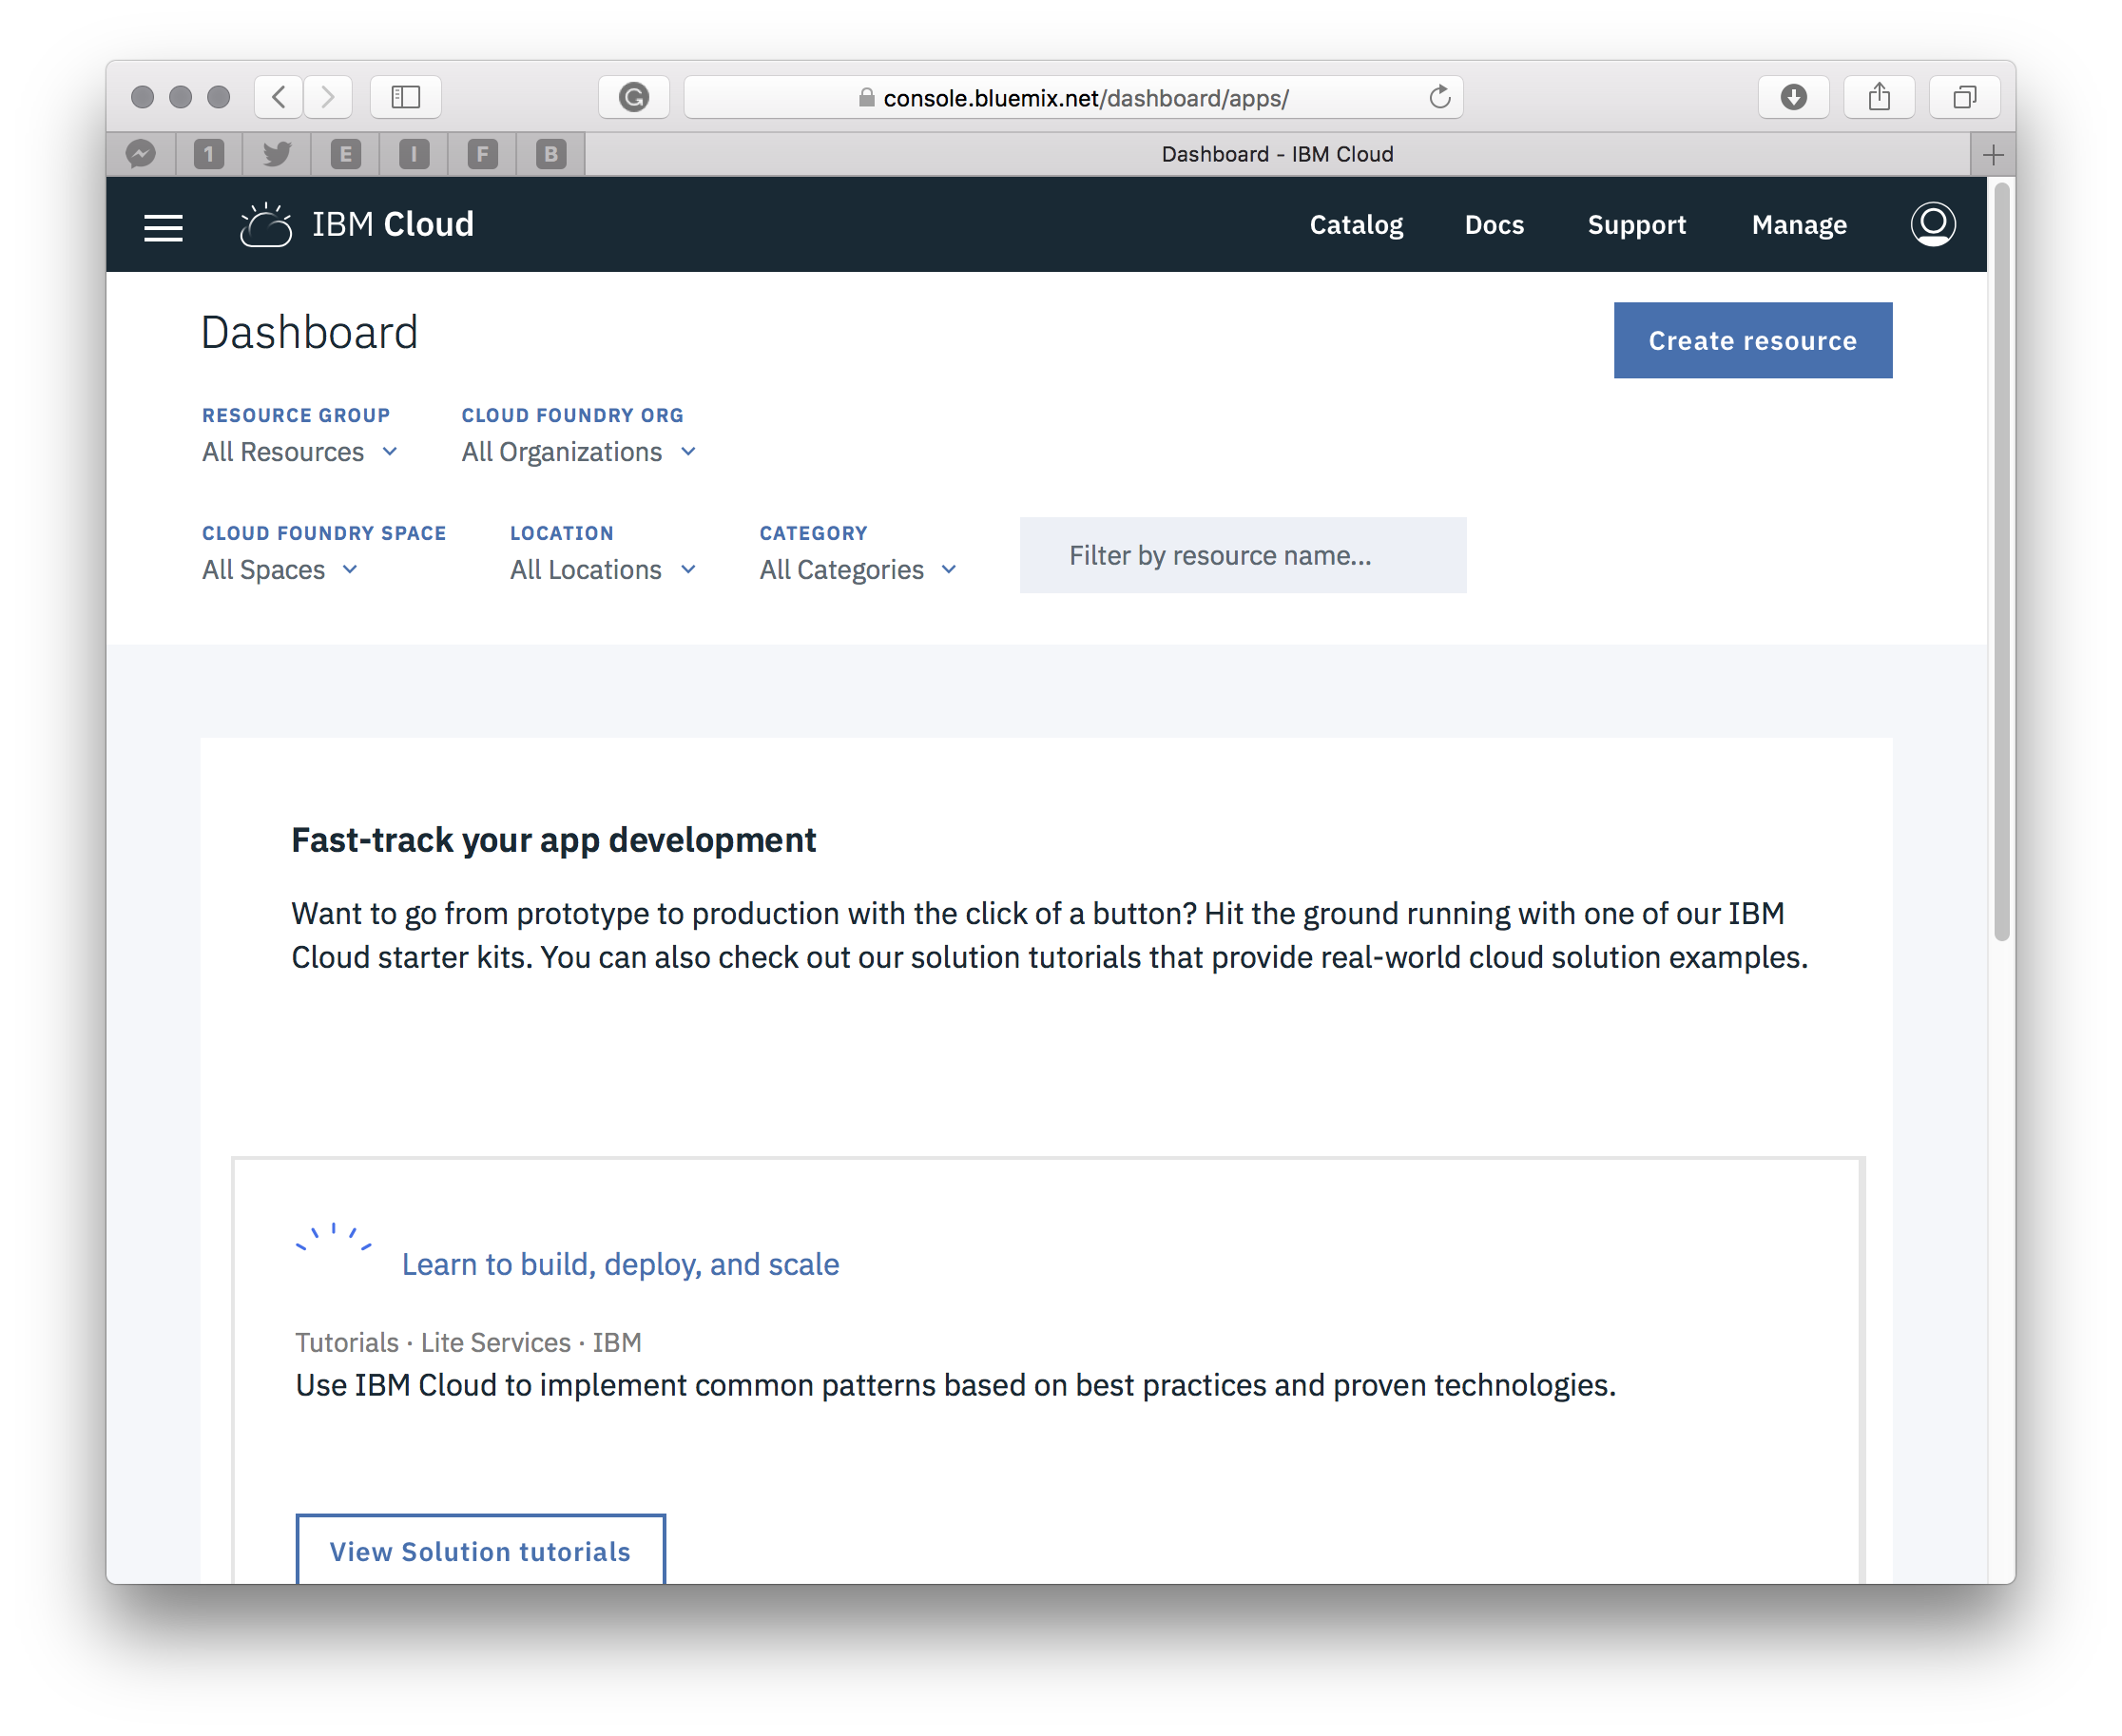 console.bluemix.net/dashboard/apps/
1
E
I
F
B
Dashboard - IBM Cloud
IBM Cloud
Catalog
Docs
Support
Manage
Dashboard
Create resource
RESOURCE GROUP
CLOUD FOUNDRY ORG
All Resources
All Organizations
CLOUD FOUNDRY SPACE
LOCATION
CATEGORY
All Spaces
All Locations
All Categories
Filter by resource name...
Fast-track your app development
Want to go from prototype to production with the click of a button? Hit the ground running with one of our IBM
Cloud starter kits. You can also check out our solution tutorials that provide real-world cloud solution examples.
Learn to build, deploy, and scale
Tutorials · Lite Services · IBM
Use IBM Cloud to implement common patterns based on best practices and proven technologies.
View Solution tutorials